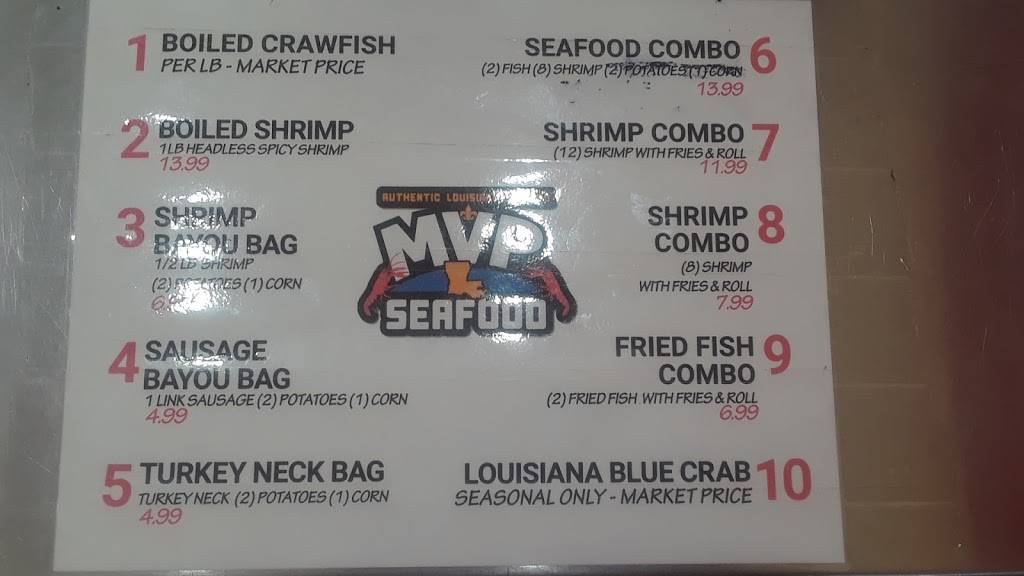 1 BOILED CRAWFISH
PER LB - MARKET PRICE
2 BOILED SHRIMP
1 LB HEADLESS SPICY SHRIMP
13.99
3 SHRIMP
BAYOU BAG
1/2 LB SHRIMP
(2) POTATOES (1) CORN
4 SAUSAGE
BAYOU BAG
1 LINK SAUSAGE (2) POTATOES (1) CORN
4.99
5 TURKEY NECK BAG
TURKEY NECK (2) POTATOES (1) CORN
4.99
AUTHENTIC
MVP
SEAFOOD
SEAFOOD COMBO 6
(2) FISH (8) SHRIMP (2) POTATOES (1) CORN
13.99
SHRIMP COMBO 7
(12) SHRIMP WITH FRIES & ROLL
11.99
SHRIMP 8
COMBO
(8) SHRIMP
WITH FRIES & ROLL
7.99
FRIED FISH 9
COMBO
(2) FRIED FISH WITH FRIES & ROLL
6.99
LOUISIANA BLUE CRAB 10
SEASONAL ONLY - MARKET PRICE